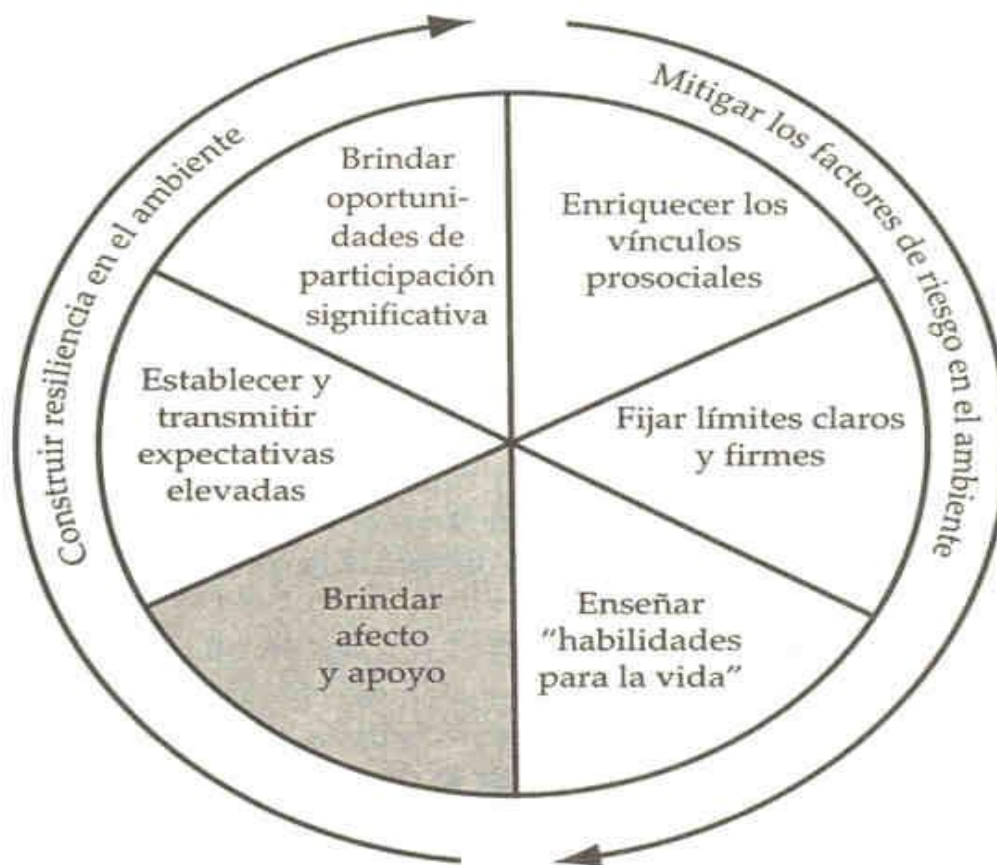 Construir resiliencia en el ambiente
Mitigar los factores de riesgo en el ambiente
Brindar
oportuni-
dades de
participación
significativa
Enriquecer los
vínculos
prosociales
Establecer y
transmitir
expectativas
elevadas
Fijar límites claros
y firmes
Brindar
afecto
y apoyo
Enseñar
"habilidades
para la vida"